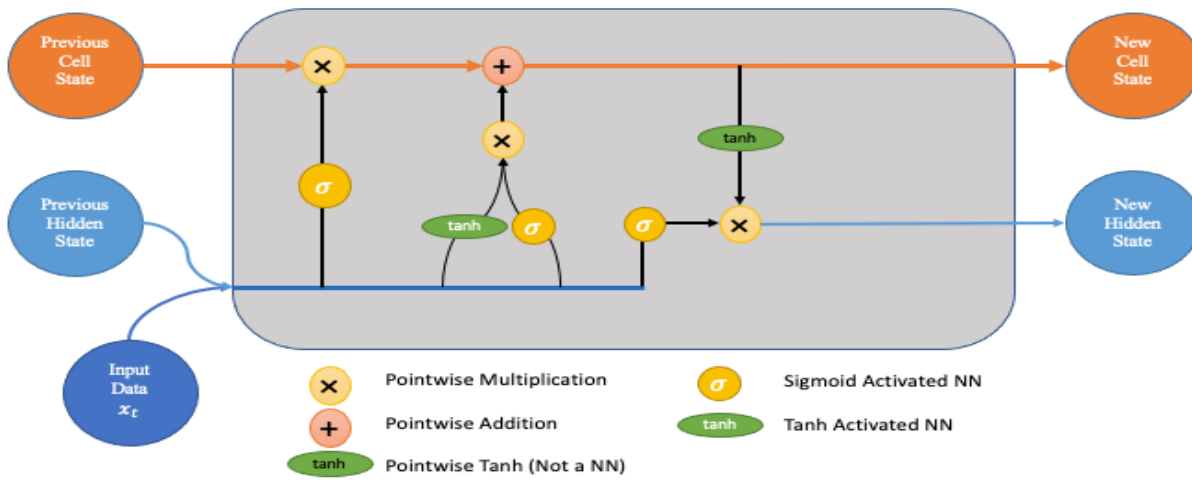 Previous
Cell
State
New
Cell
State
×
+
tanh
×
Previous
Hidden
State
σ
tanh
σ
σ
×
New
Hidden
State
Input
Data
x_t
× Pointwise Multiplication
σ Sigmoid Activated NN
+ Pointwise Addition
tanh Tanh Activated NN
tanh Pointwise Tanh (Not a NN)